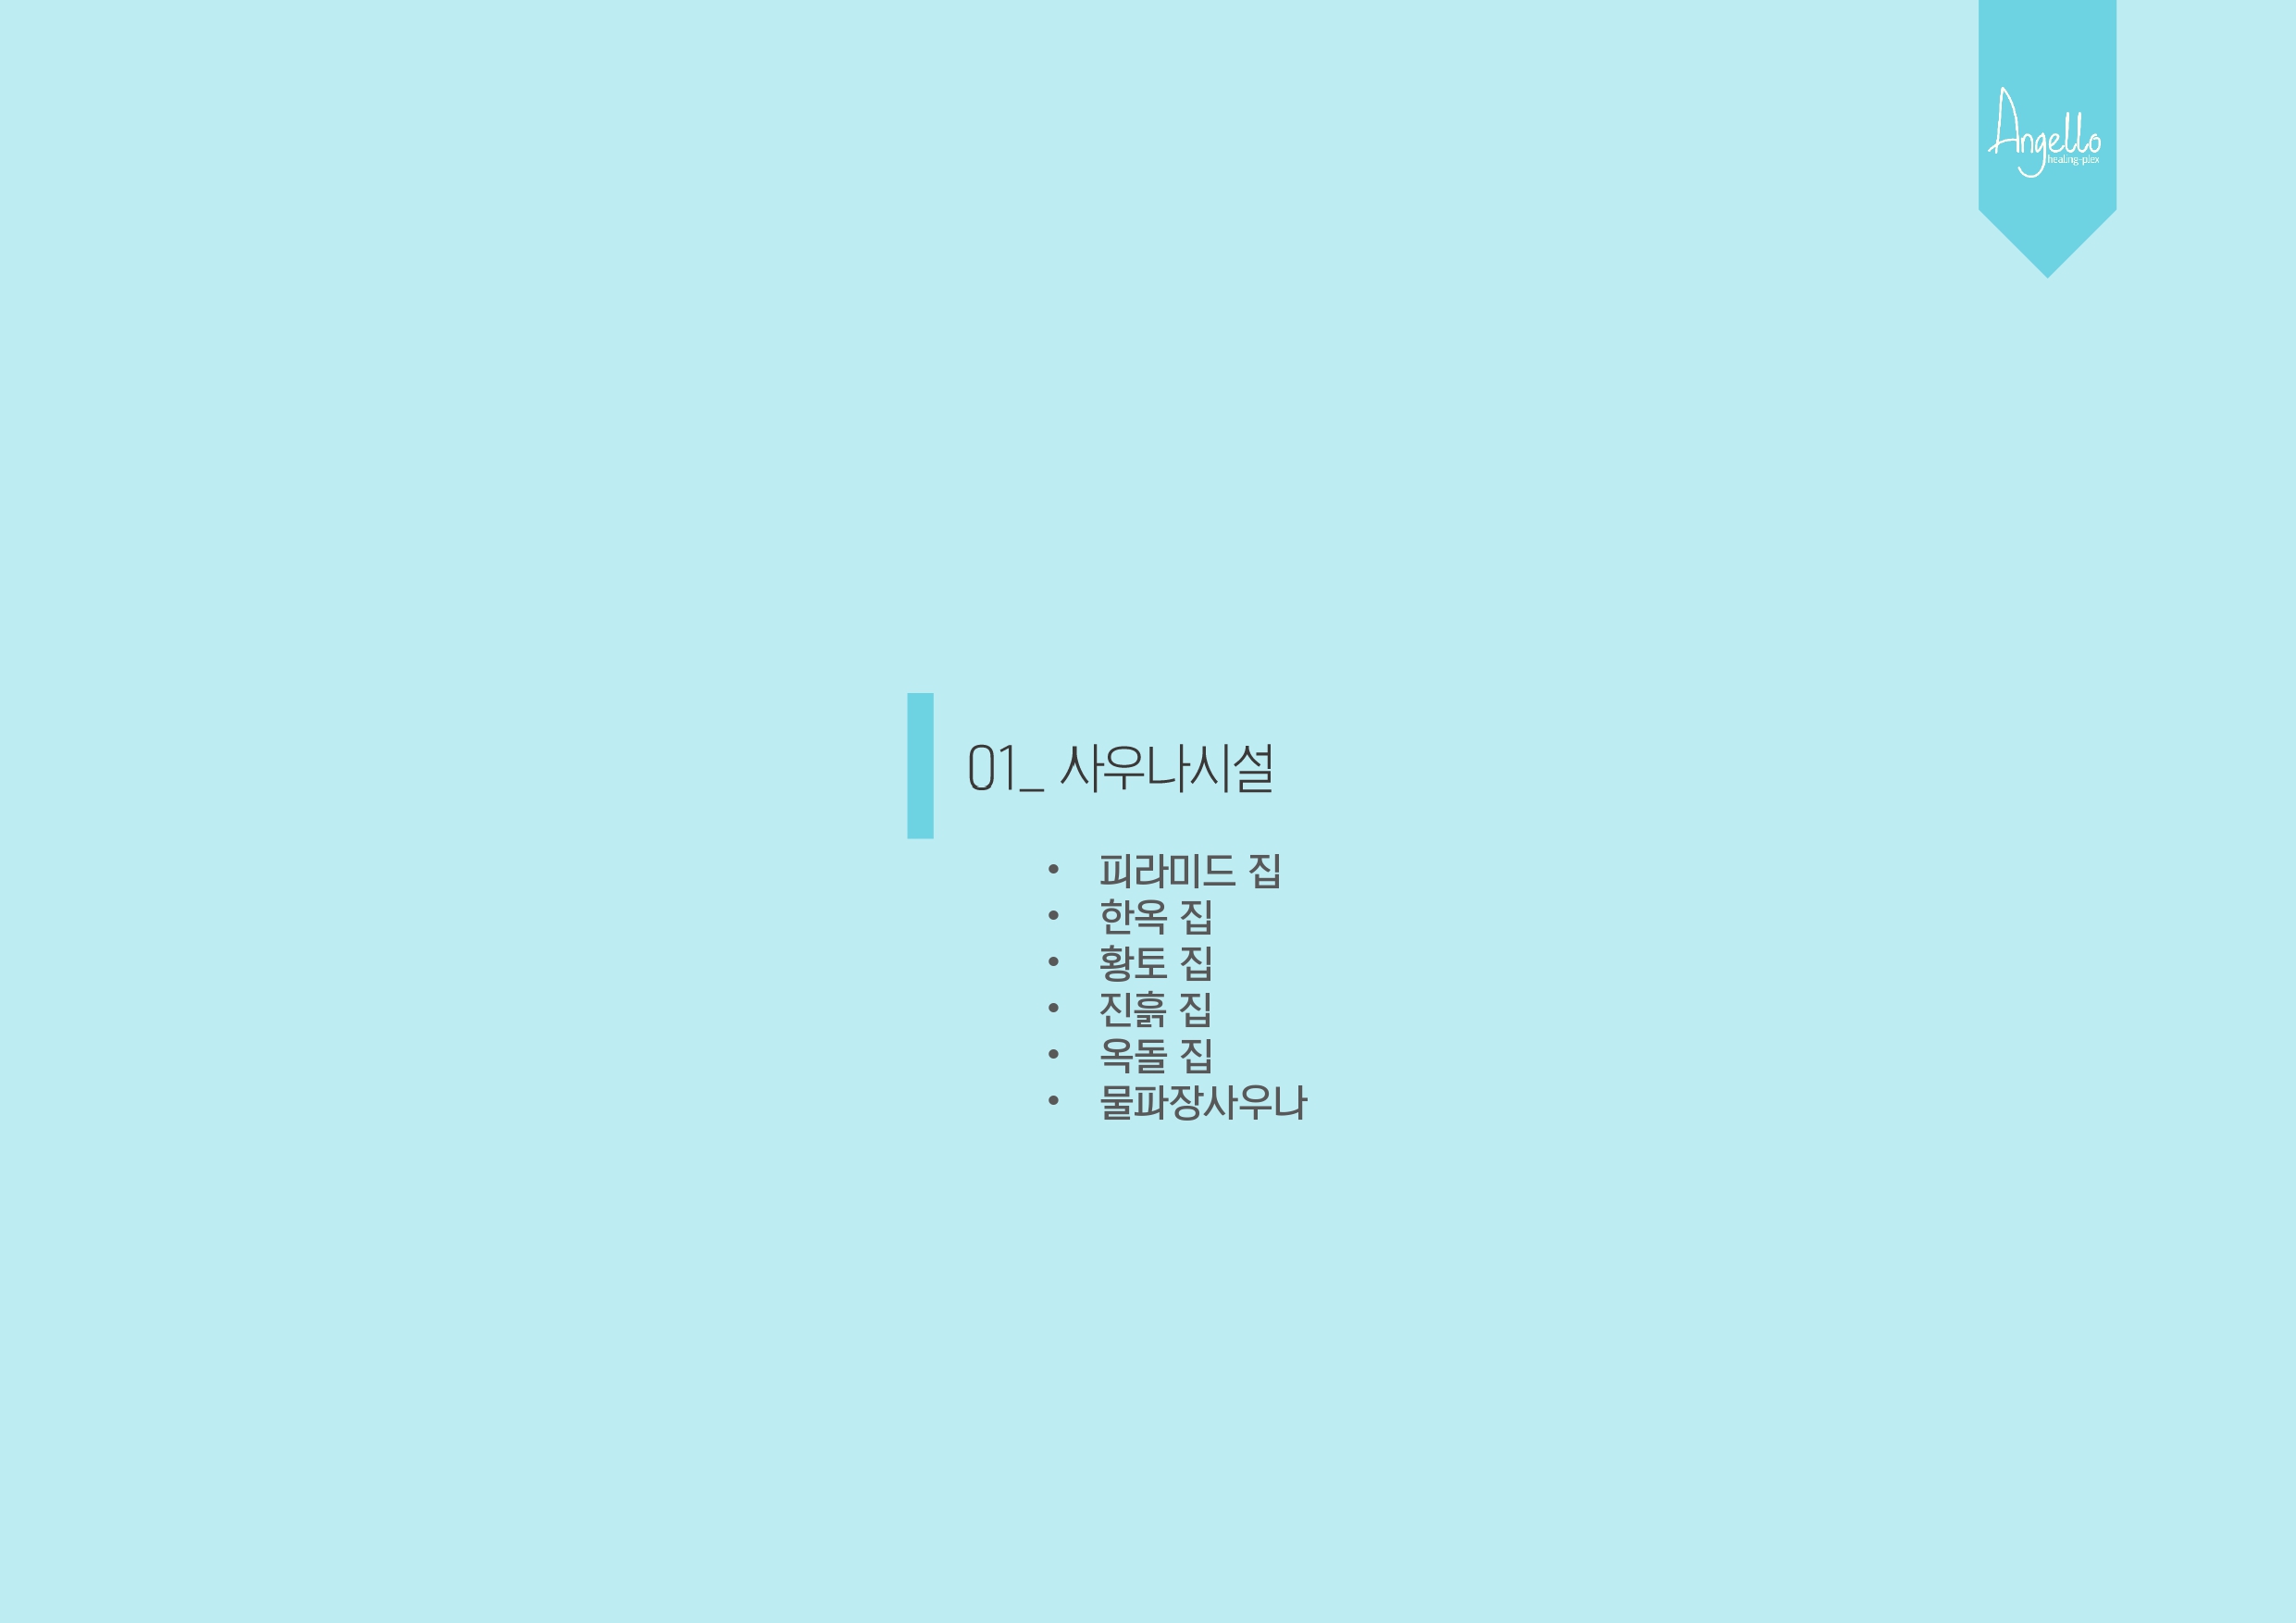 Angello
healing-plex
01_ 사우나시설
• 피라미드 집
• 한옥 집
• 황토 집
• 진흙 집
• 옥돌 집
• 물파장사우나